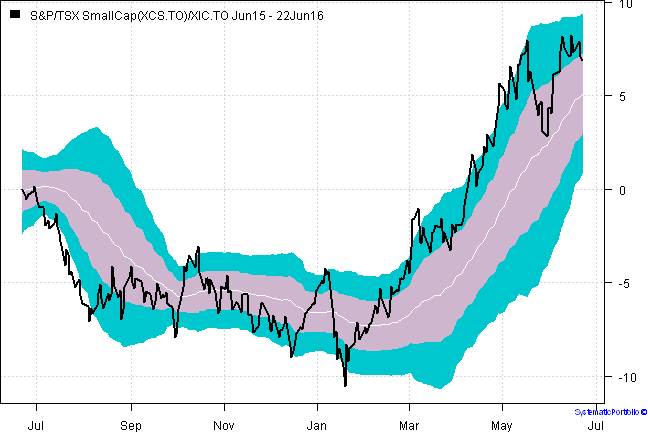 S&P/TSX SmallCap(XCS.TO)/XIC.TO Jun15 - 22Jun16
10
5
0
-5
-10
SystematicPortfolio ©
Jul Sep Nov Jan Mar May Jul